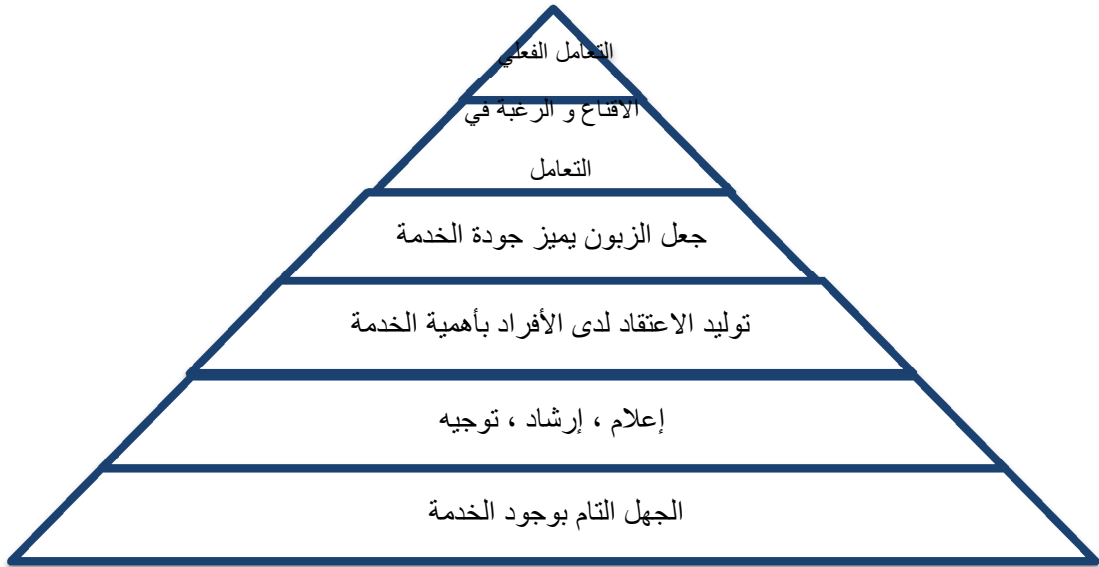 التعامل الفعلي
الاقناع و الرغبة في
التعامل
جعل الزبون يميز جودة الخدمة
توليد الاعتقاد لدى الأفراد بأهمية الخدمة
إعلام ، إرشاد ، توجيه
الجهل التام بوجود الخدمة